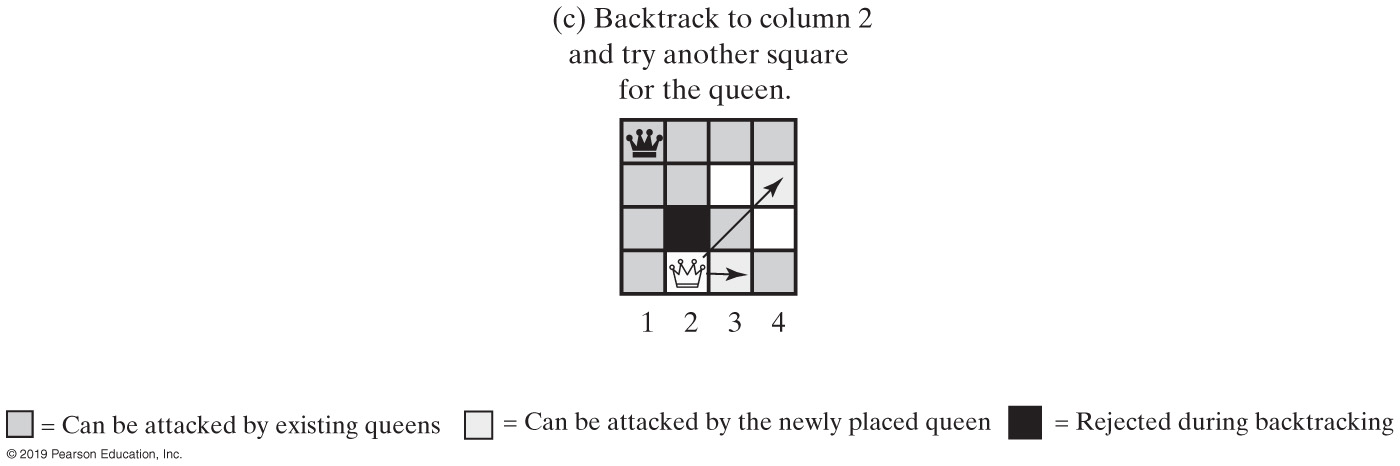 (c) Backtrack to column 2
and try another square
for the queen.
1 2 3 4
= Can be attacked by existing queens = Can be attacked by the newly placed queen = Rejected during backtracking
© 2019 Pearson Education, Inc.